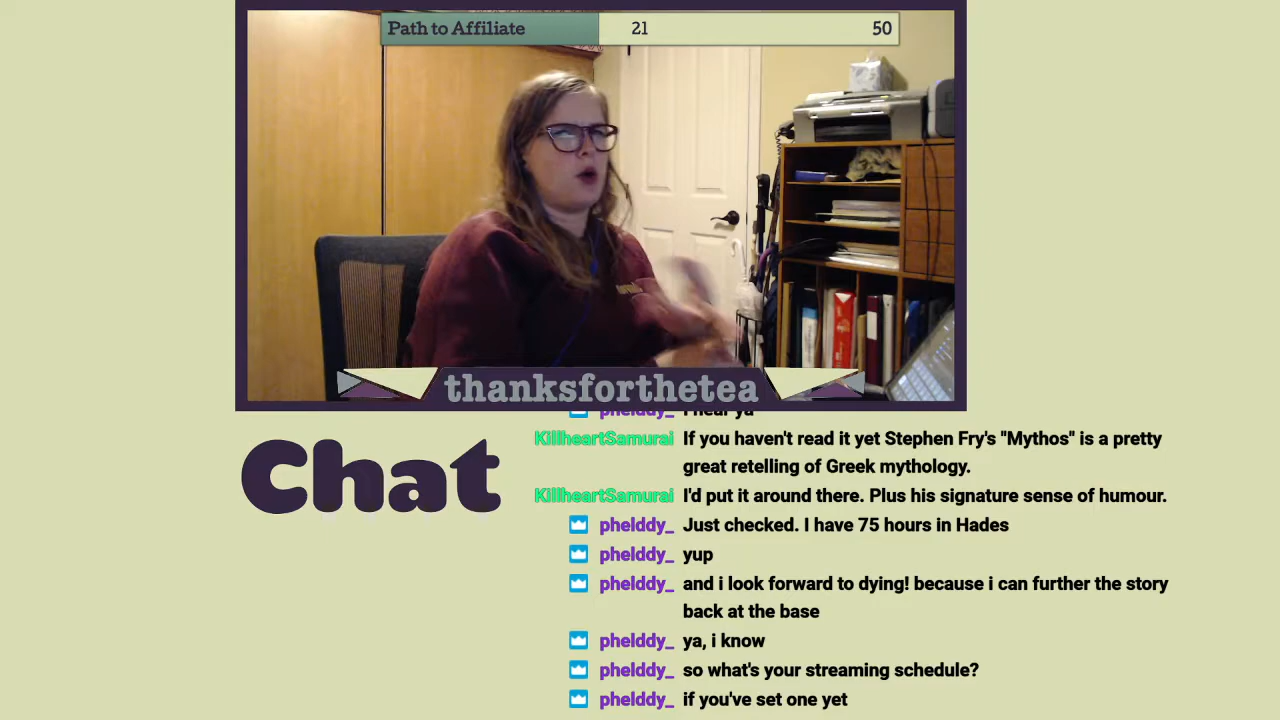 Path to Affiliate 21 50
thanksforthetea
Chat
phelddy_ I hear ya
KillheartSamurai If you haven't read it yet Stephen Fry's "Mythos" is a pretty
great retelling of Greek mythology.
KillheartSamurai I'd put it around there. Plus his signature sense of humour.
phelddy_ Just checked. I have 75 hours in Hades
phelddy_ yup
phelddy_ and i look forward to dying! because i can further the story
back at the base
phelddy_ ya, i know
phelddy_ so what's your streaming schedule?
phelddy_ if you've set one yet